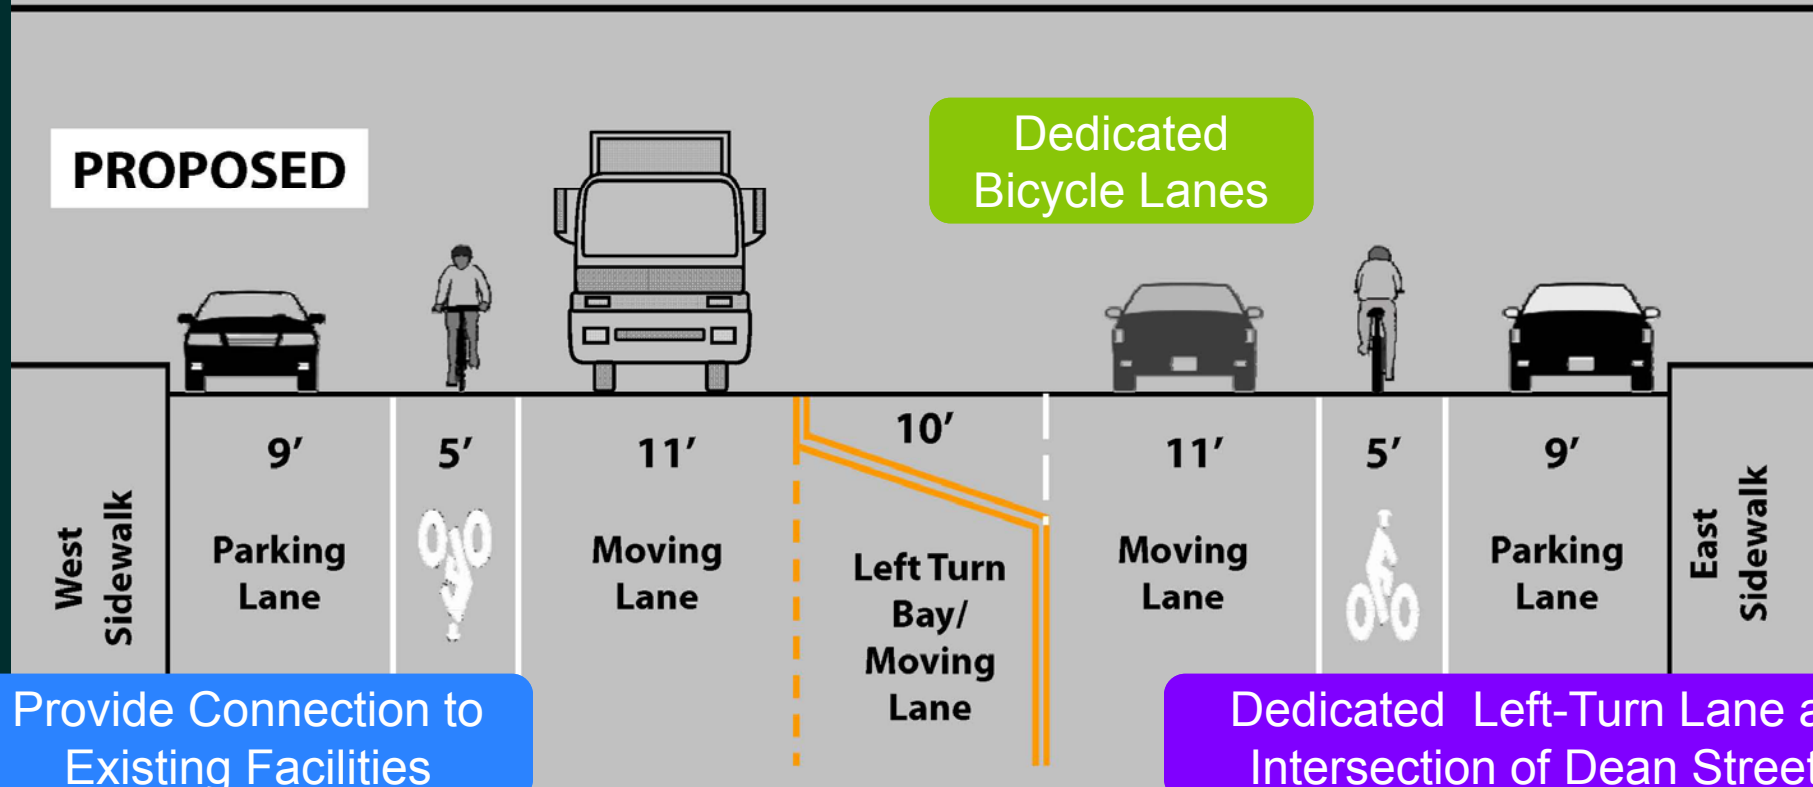 PROPOSED
Dedicated
Bicycle Lanes
West
Sidewalk
9’
Parking
Lane
5’
11’
Moving
Lane
10’
Left Turn
Bay/
Moving
Lane
11’
Moving
Lane
5’
9’
Parking
Lane
East
Sidewalk
Provide Connection to
Existing Facilities
Dedicated Left-Turn Lane
Intersection of Dean Street